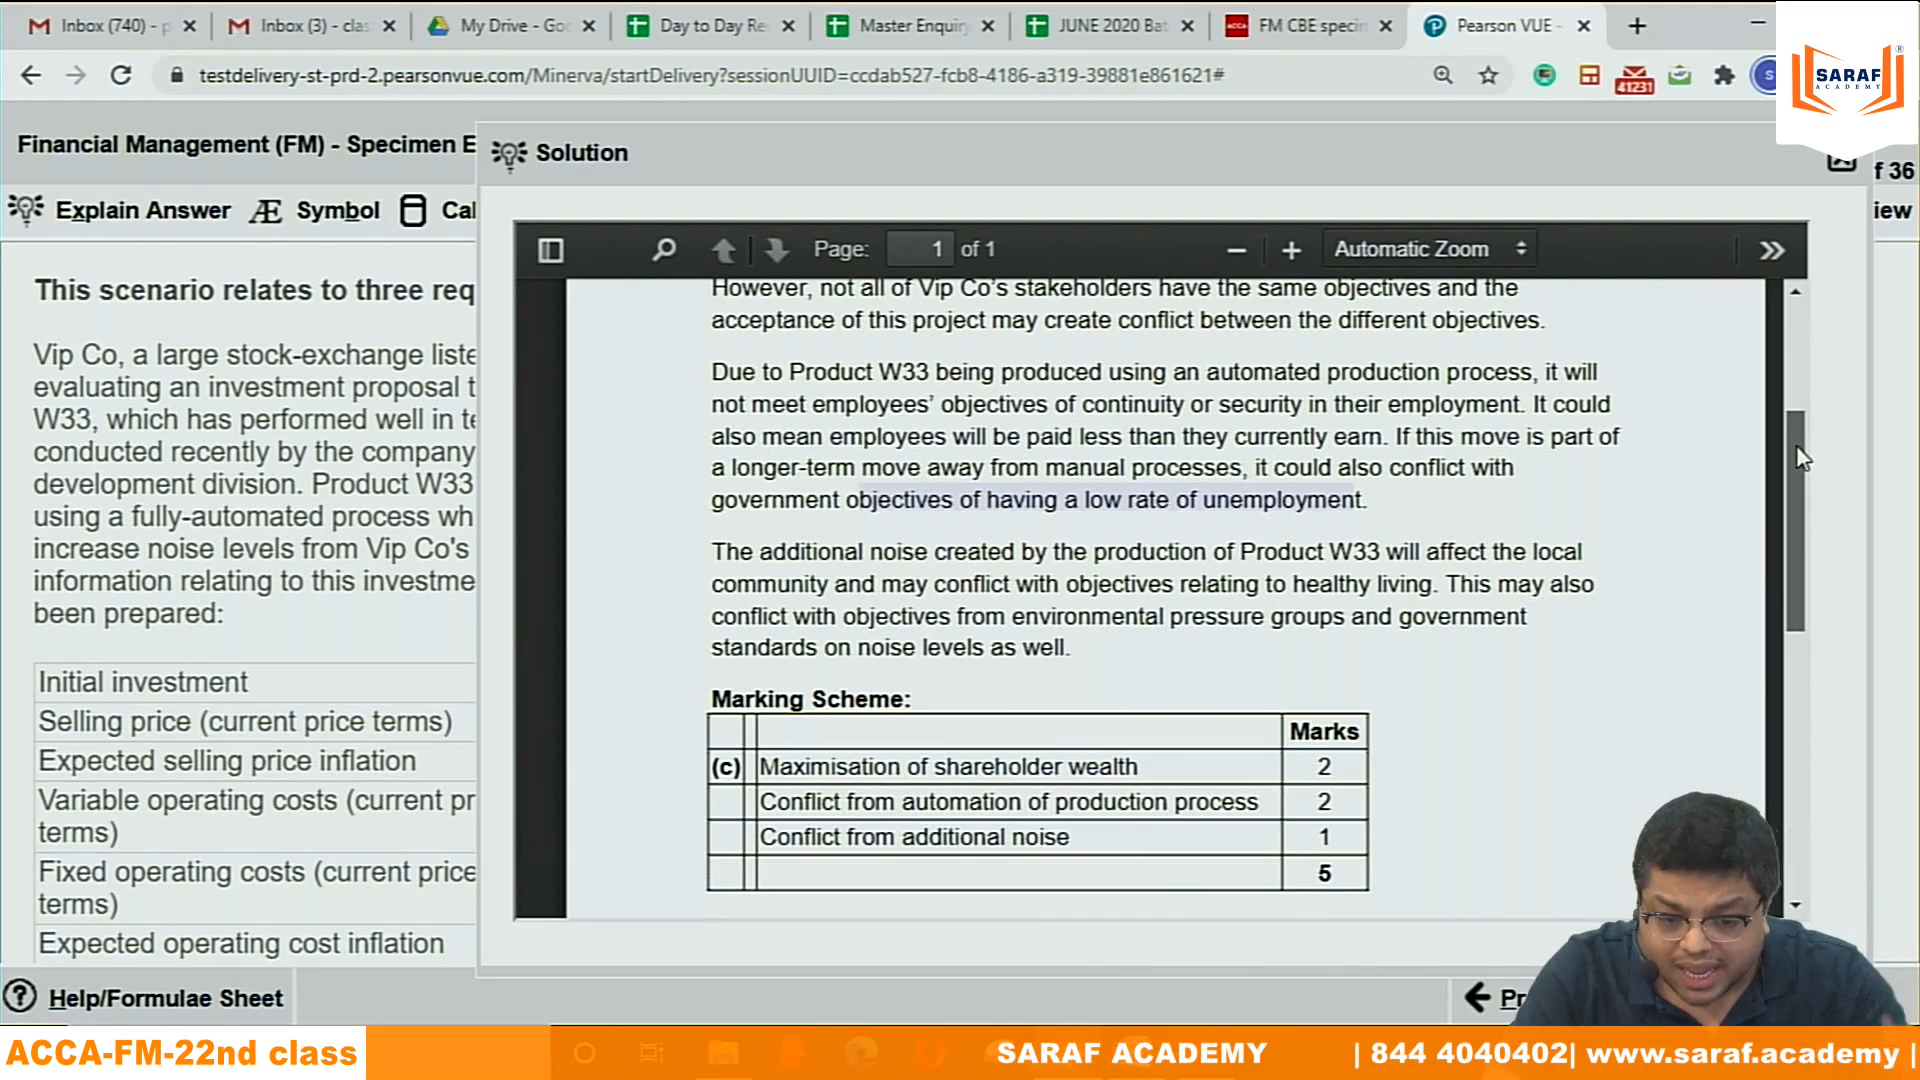 Inbox (740) - p
Inbox (3) - clas
My Drive - Goo
Day to Day Re
Master Enquiry
JUNE 2020 Bat
FM CBE specim
Pearson VUE -
testdelivery-st-prd-2.pearsonvue.com/Minerva/startDelivery?sessionUUID=ccdab527-fcb8-4186-a319-39881e861621#
41231
S
SARAF
ACADEMY
Financial Management (FM) - Specimen E
Solution
f 36
Explain Answer
Symbol
Cal
iew
Page: 1 of 1
Automatic Zoom
This scenario relates to three req
Vip Co, a large stock-exchange liste
evaluating an investment proposal t
W33, which has performed well in te
conducted recently by the company
development division. Product W33
using a fully-automated process wh
increase noise levels from Vip Co's
information relating to this investme
been prepared:
Initial investment
Selling price (current price terms)
Expected selling price inflation
Variable operating costs (current pr
terms)
Fixed operating costs (current price
terms)
Expected operating cost inflation
However, not all of Vip Co's stakeholders have the same objectives and the
acceptance of this project may create conflict between the different objectives.
Due to Product W33 being produced using an automated production process, it will
not meet employees' objectives of continuity or security in their employment. It could
also mean employees will be paid less than they currently earn. If this move is part of
a longer-term move away from manual processes, it could also conflict with
government objectives of having a low rate of unemployment.
The additional noise created by the production of Product W33 will affect the local
community and may conflict with objectives relating to healthy living. This may also
conflict with objectives from environmental pressure groups and government
standards on noise levels as well.
Marking Scheme:
Marks
(c) Maximisation of shareholder wealth 2
Conflict from automation of production process 2
Conflict from additional noise 1
5
Help/Formulae Sheet
Pr
ACCA-FM-22nd class
SARAF ACADEMY
| 844 4040402| www.saraf.academy |